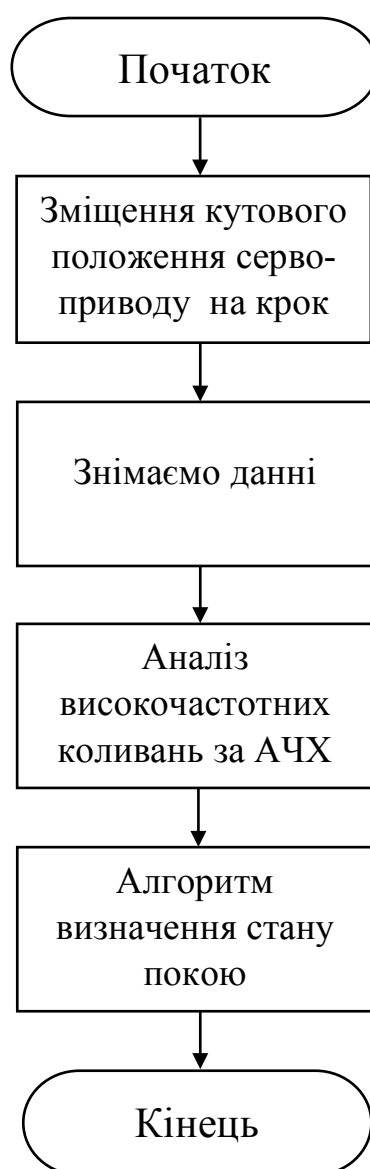 Початок
Зміщення кутового
положення серво-
приводу на крок
Знімаємо данні
Аналіз
високочастотних
коливань за АЧХ
Алгоритм
визначення стану
покою
Кінець